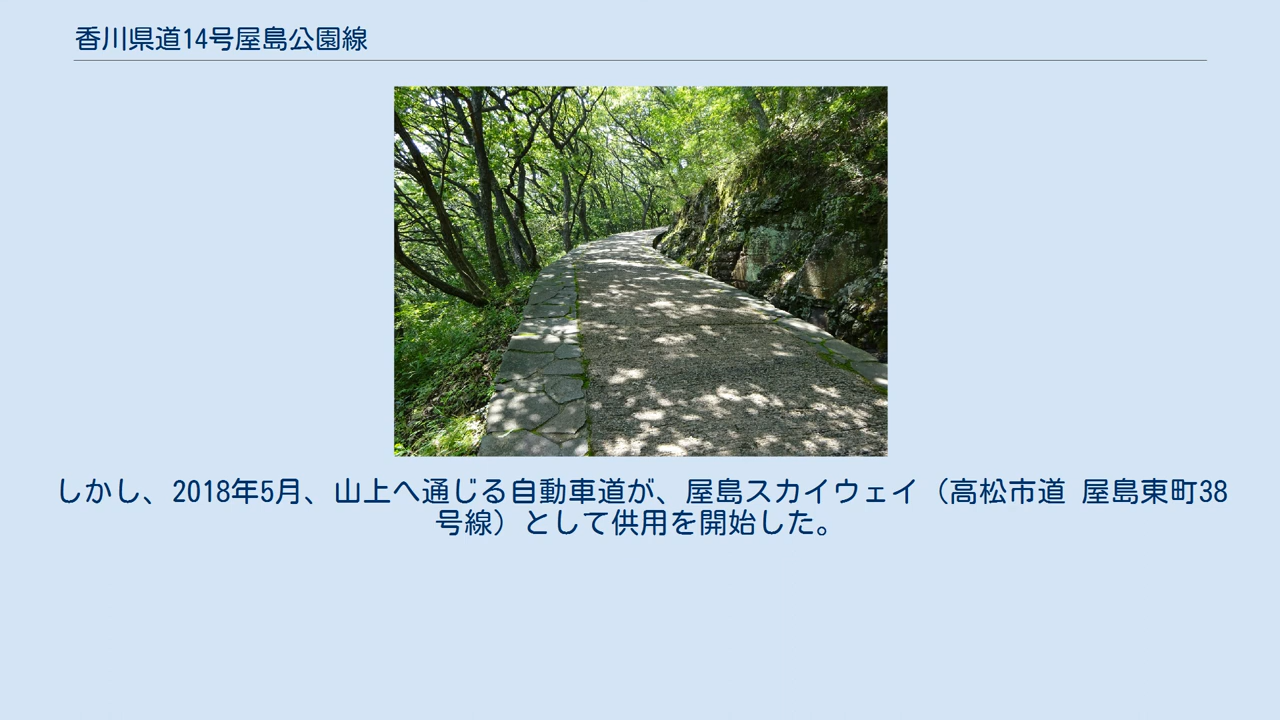 香川県道14号屋島公園線
しかし、2018年5月、山上へ通じる自動車道が、屋島スカイウェイ（高松市道 屋島東町38
号線）として供用を開始した。